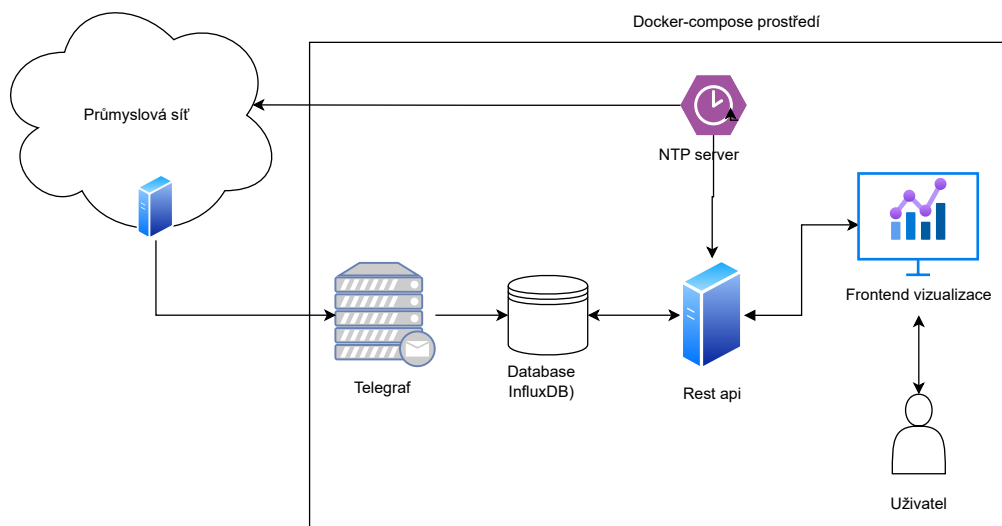 Docker-compose prostředí
Průmyslová síť
NTP server
Frontend vizualizace
Telegraf
Database
InfluxDB)
Rest api
Uživatel